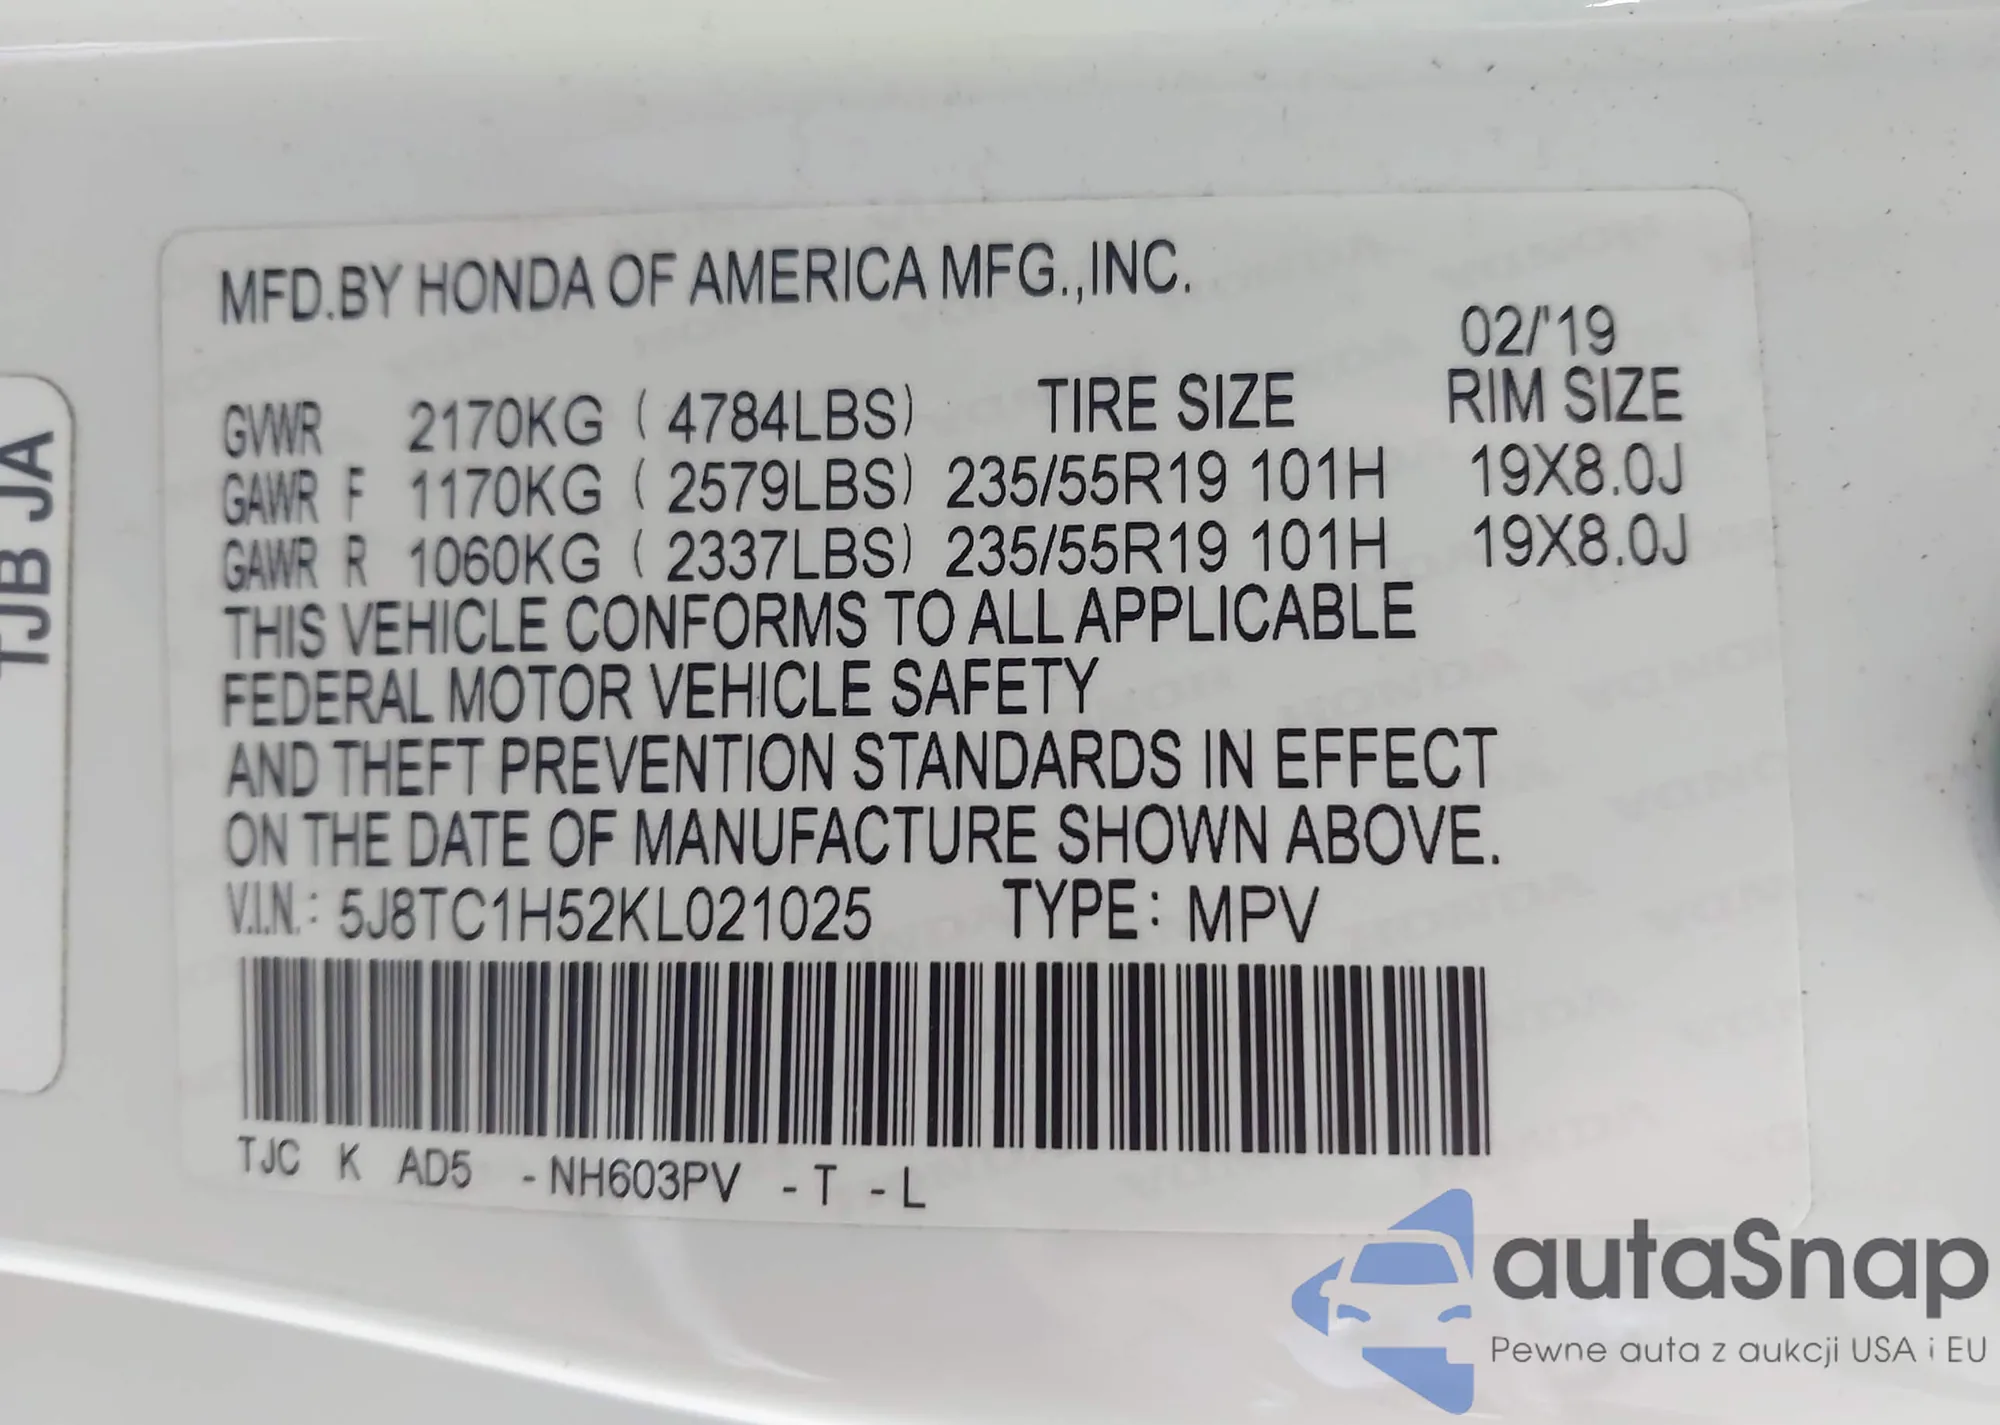 MFD.BY HONDA OF AMERICA MFG.,INC.
02/'19
GVWR 2170KG ( 4784LBS) TIRE SIZE RIM SIZE
GAWR F 1170KG ( 2579LBS) 235/55R19 101H 19X8.0J
GAWR R 1060KG ( 2337LBS) 235/55R19 101H 19X8.0J
THIS VEHICLE CONFORMS TO ALL APPLICABLE
FEDERAL MOTOR VEHICLE SAFETY
AND THEFT PREVENTION STANDARDS IN EFFECT
ON THE DATE OF MANUFACTURE SHOWN ABOVE.
V.I.N.: 5J8TC1H52KL021025 TYPE: MPV
TJC K AD5 -NH603PV -T -L
TJB JA
autaSnap
Pewne auta z aukcji USA i EU